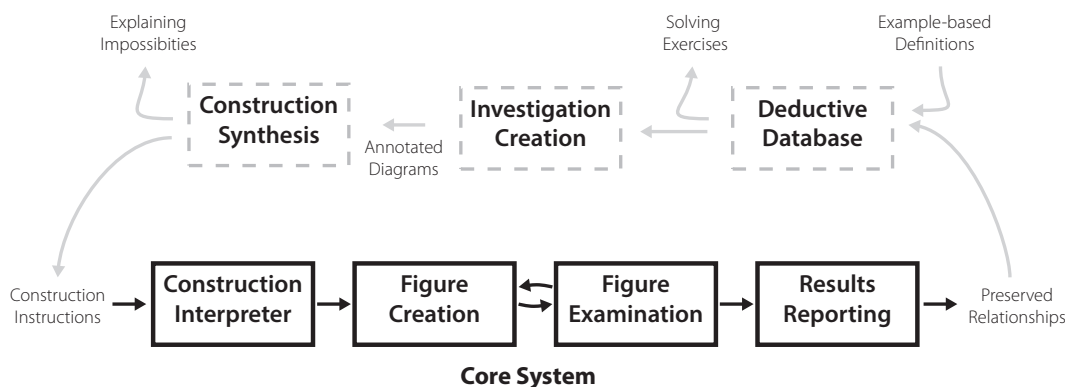 Explaining
Impossibities
Solving
Exercises
Example-based
Definitions
Construction
Synthesis
Annotated
Diagrams
Investigation
Creation
Deductive
Database
Construction
Instructions
Construction
Interpreter
Figure
Creation
Figure
Examination
Results
Reporting
Preserved
Relationships
Core System